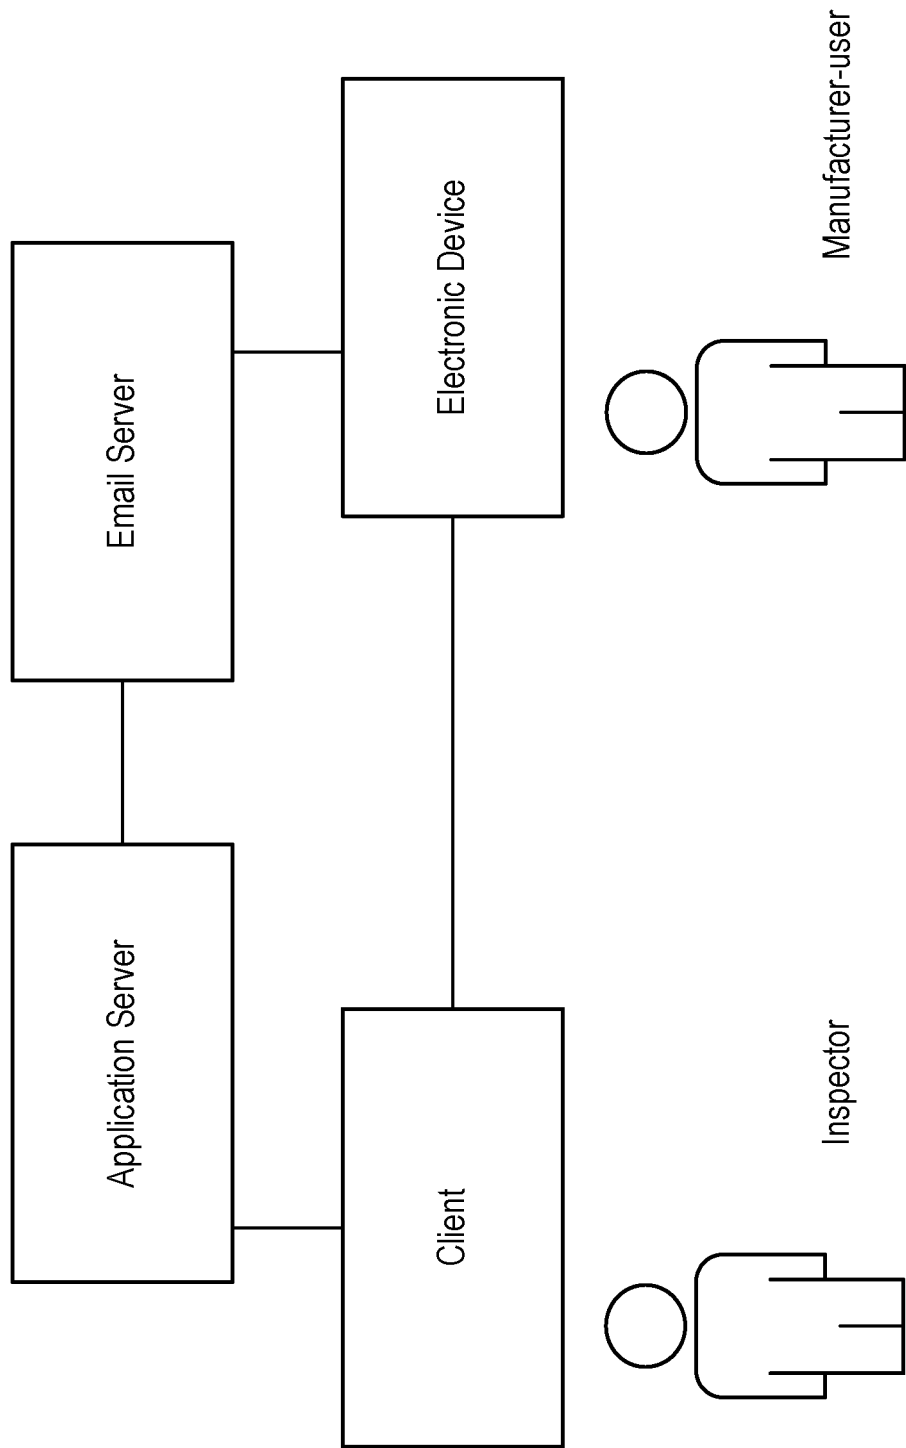 Application Server
Email Server
Client
Electronic Device
Inspector
Manufacturer-user